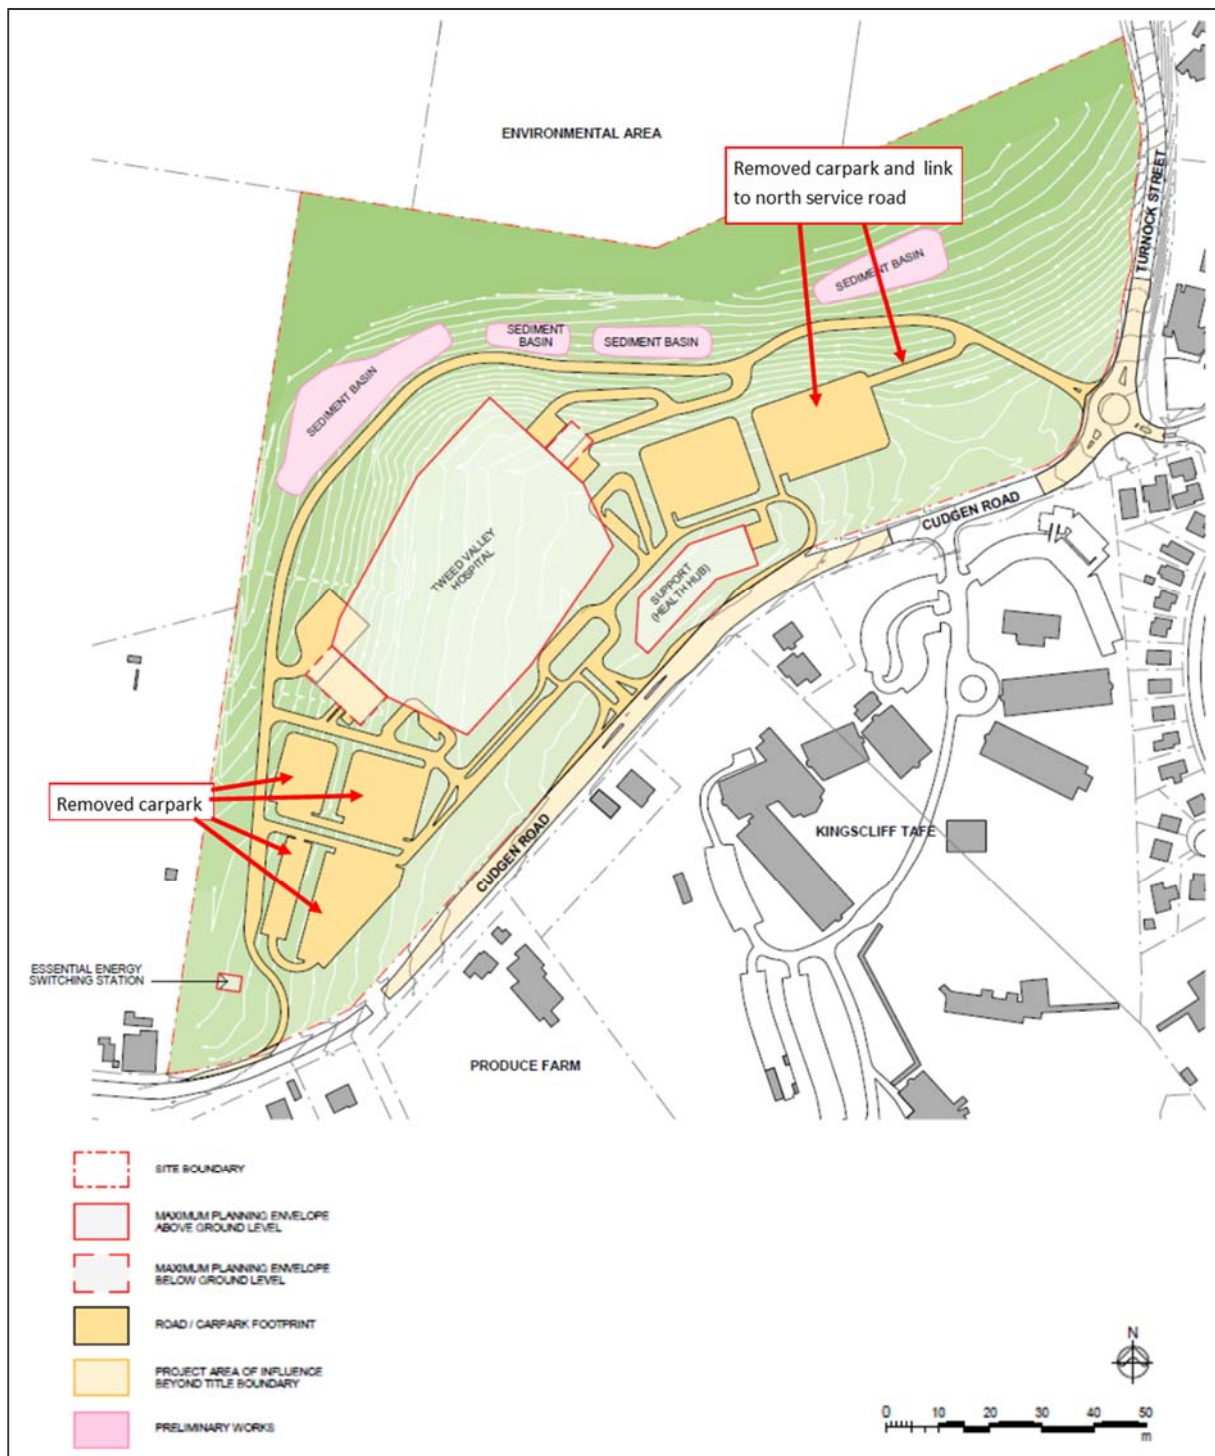 ENVIRONMENTAL AREA
Removed carpark and link
to north service road
TURNOCK STREET
SEDIMENT BASIN
SEDIMENT
BASIN
SEDIMENT BASIN
SEDIMENT BASIN
CUDGEN ROAD
TWEED VALLEY
HOSPITAL
SUPPORT
(HEALTH HUB)
Removed carpark
KINGSCLIFF TAFE
CUDGEN ROAD
ESSENTIAL ENERGY
SWITCHING STATION
PRODUCE FARM
SITE BOUNDARY
MAXIMUM PLANNING ENVELOPE
ABOVE GROUND LEVEL
MAXIMUM PLANNING ENVELOPE
BELOW GROUND LEVEL
ROAD / CARPARK FOOTPRINT
PROJECT AREA OF INFLUENCE
BEYOND TITLE BOUNDARY
PRELIMINARY WORKS
N
0 10 20 30 40 50
m